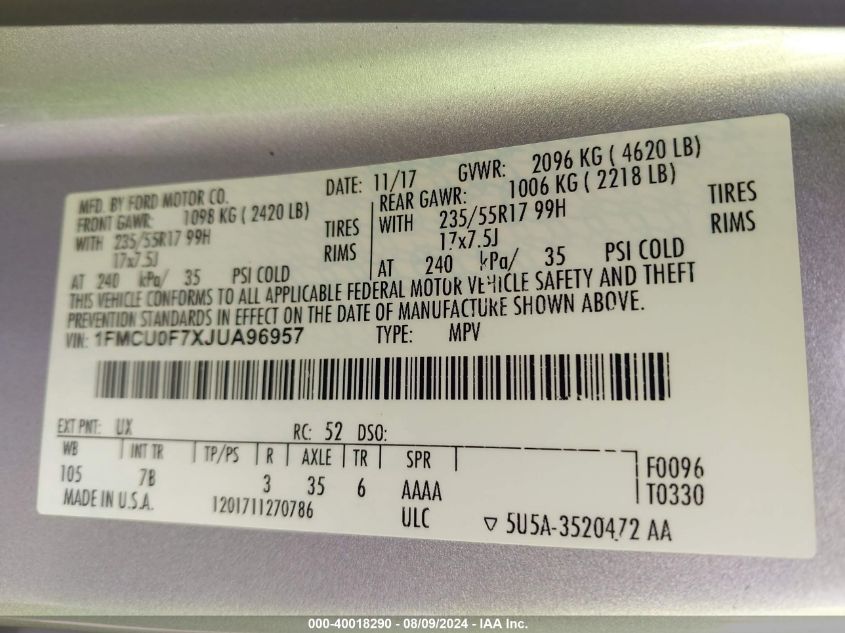 MFD. BY FORD MOTOR CO. DATE: 11/17 GVWR: 2096 KG ( 4620 LB)
FRONT GAWR: 1098 KG ( 2420 LB) REAR GAWR: 1006 KG ( 2218 LB)
WITH 235/55R17 99H TIRES WITH 235/55R17 99H TIRES
17x7.5J RIMS 17x7.5J RIMS
AT 240 kPa/ 35 PSI COLD AT 240 kPa/ 35 PSI COLD
THIS VEHICLE CONFORMS TO ALL APPLICABLE FEDERAL MOTOR VEHICLE SAFETY AND THEFT
PREVENTION STANDARDS IN EFFECT ON THE DATE OF MANUFACTURE SHOWN ABOVE.
VIN: 1FMCU0F7XJUA96957 TYPE: MPV
EXT PNT: UX RC: 52 DSO:
WB INT TR TP/PS R AXLE TR SPR F0096
105 7B 3 35 6 AAAA T0330
MADE IN U.S.A. 1201711270786 ULC ▽ 5U5A-3520472 AA
000-40018290 - 08/09/2024 - IAA Inc.